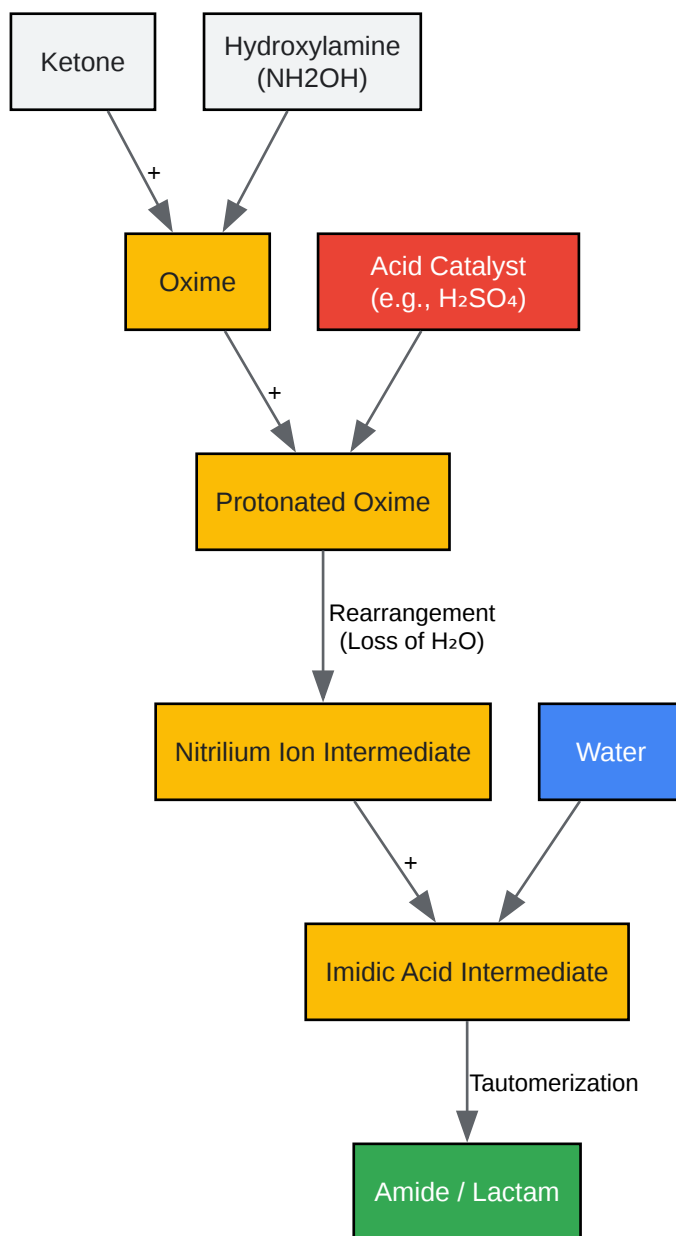 Ketone
Hydroxylamine
(NH2OH)
+
Oxime
Acid Catalyst
(e.g., H₂SO₄)
+
Protonated Oxime
Rearrangement
(Loss of H₂O)
Nitrilium Ion Intermediate
Water
+
Imidic Acid Intermediate
Tautomerization
Amide / Lactam